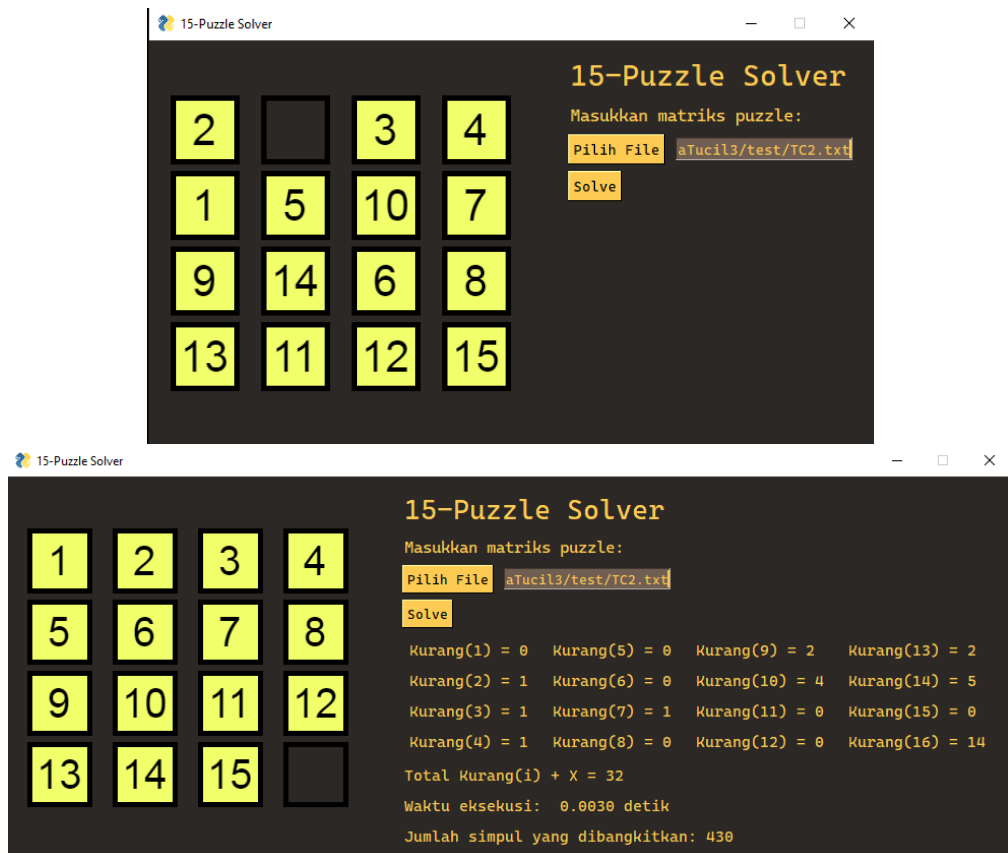 15-Puzzle Solver
15-Puzzle Solver
Masukkan matriks puzzle:
Pilih File aTucil3/test/TC2.txt
Solve
2 3 4
1 5 10 7
9 14 6 8
13 11 12 15
15-Puzzle Solver
15-Puzzle Solver
Masukkan matriks puzzle:
Pilih File aTucil3/test/TC2.txt
Solve
1 2 3 4
5 6 7 8
9 10 11 12
13 14 15
Kurang(1) = 0 Kurang(5) = 0 Kurang(9) = 2 Kurang(13) = 2
Kurang(2) = 1 Kurang(6) = 0 Kurang(10) = 4 Kurang(14) = 5
Kurang(3) = 1 Kurang(7) = 1 Kurang(11) = 0 Kurang(15) = 0
Kurang(4) = 1 Kurang(8) = 0 Kurang(12) = 0 Kurang(16) = 14
Total Kurang(i) + X = 32
Waktu eksekusi: 0.0030 detik
Jumlah simpul yang dibangkitkan: 430